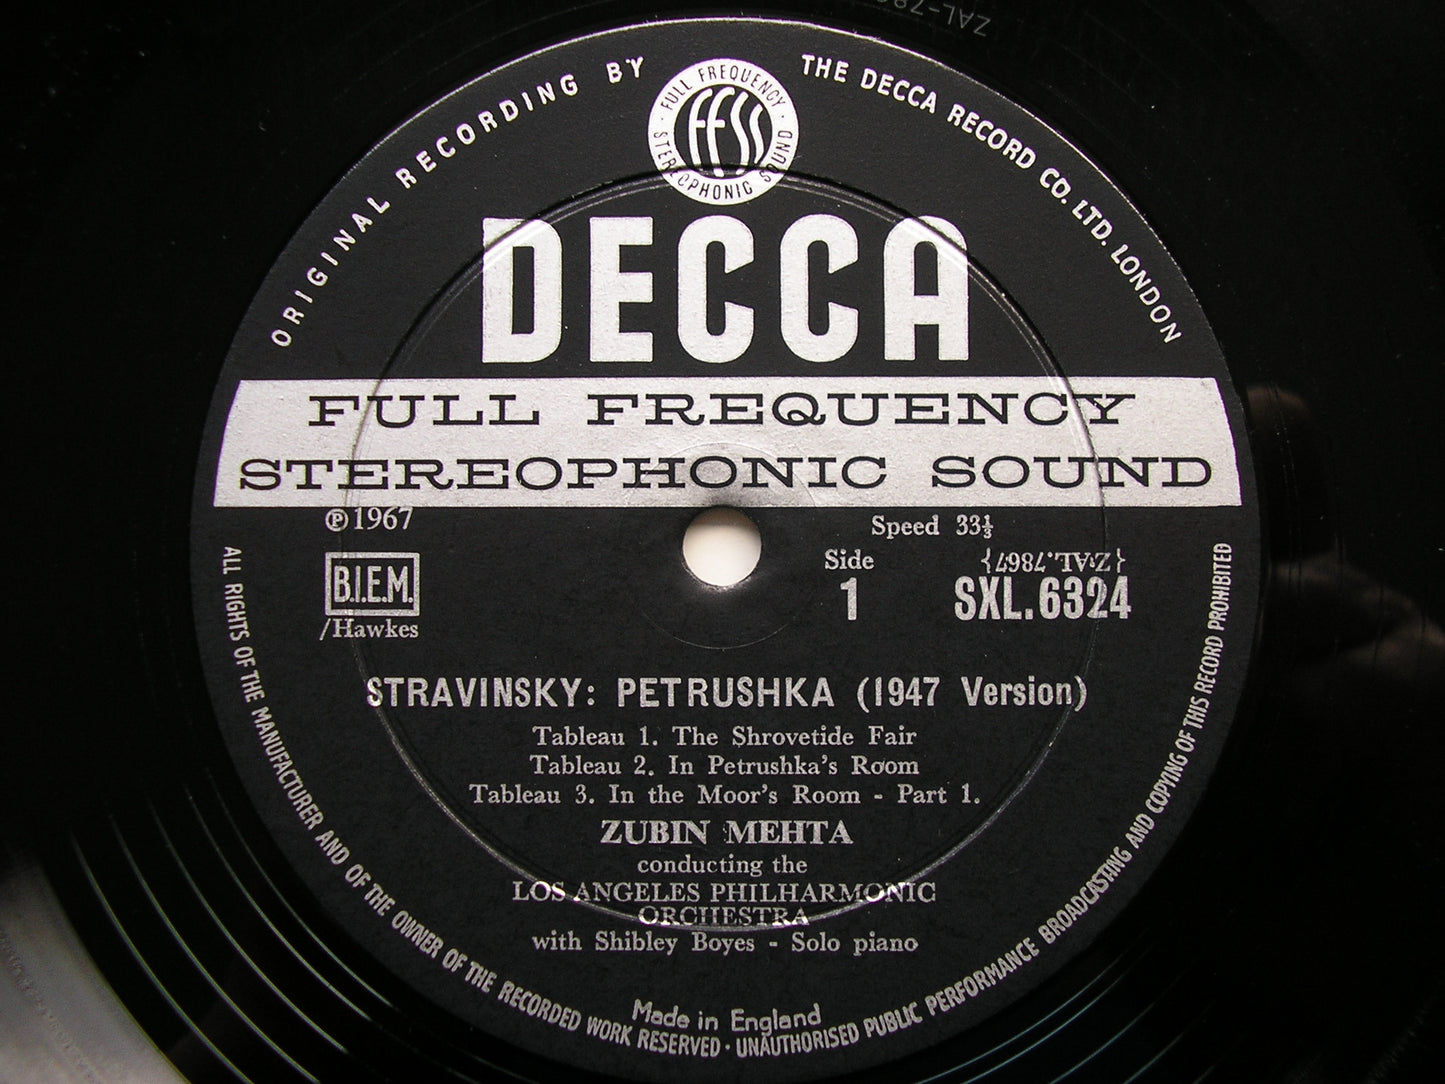 ZAL-78
ORIGINAL RECORDING BY
THE DECCA RECORD CO. LTD. LONDON
FULL FREQUENCY
FFSS
STEREOPHONIC SOUND
DECCA
FULL FREQUENCY
STEREOPHONIC SOUND
℗1967
Speed 33⅓
B.I.E.M.
/Hawkes
Side
1
{ZAL.7867}
SXL.6324
STRAVINSKY: PETRUSHKA (1947 Version)
Tableau 1. The Shrovetide Fair
Tableau 2. In Petrushka's Room
Tableau 3. In the Moor's Room - Part 1.
ZUBIN MEHTA
conducting the
LOS ANGELES PHILHARMONIC
ORCHESTRA
with Shibley Boyes - Solo piano
Made in England
ALL RIGHTS OF THE MANUFACTURER AND OF THE OWNER OF THE RECORDED WORK RESERVED · UNAUTHORISED PUBLIC PERFORMANCE BROADCASTING AND COPYING OF THIS RECORD PROHIBITED